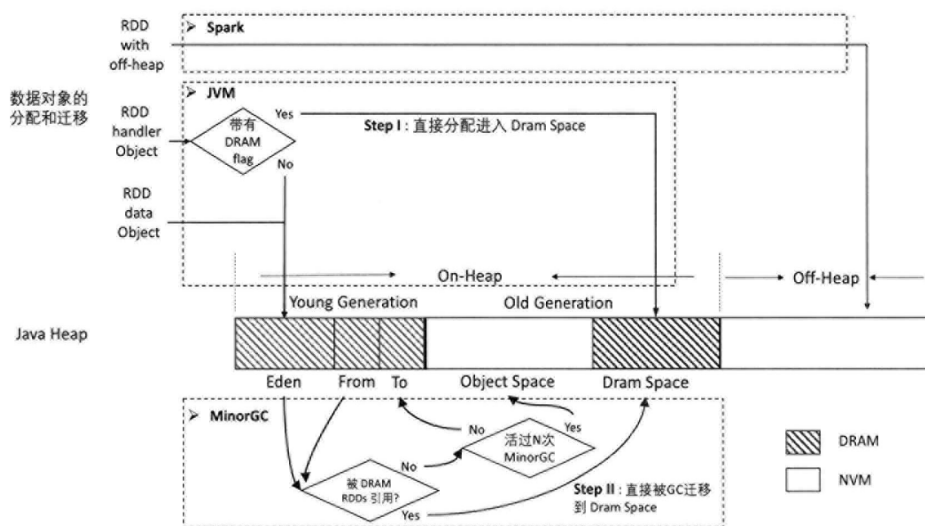 RDD
with
off-heap
➢ Spark
数据对象的
分配和迁移
➢ JVM
RDD
handler
Object
带有
DRAM
flag
Yes
No
Step I : 直接分配进入 Dram Space
RDD
data
Object
On-Heap
Off-Heap
Young Generation
Old Generation
Java Heap
Eden
From
To
Object Space
Dram Space
➢ MinorGC
No
Yes
活过N次
MinorGC
No
被 DRAM
RDDs 引用?
Yes
Step II : 直接被GC迁移
到 Dram Space
DRAM
NVM